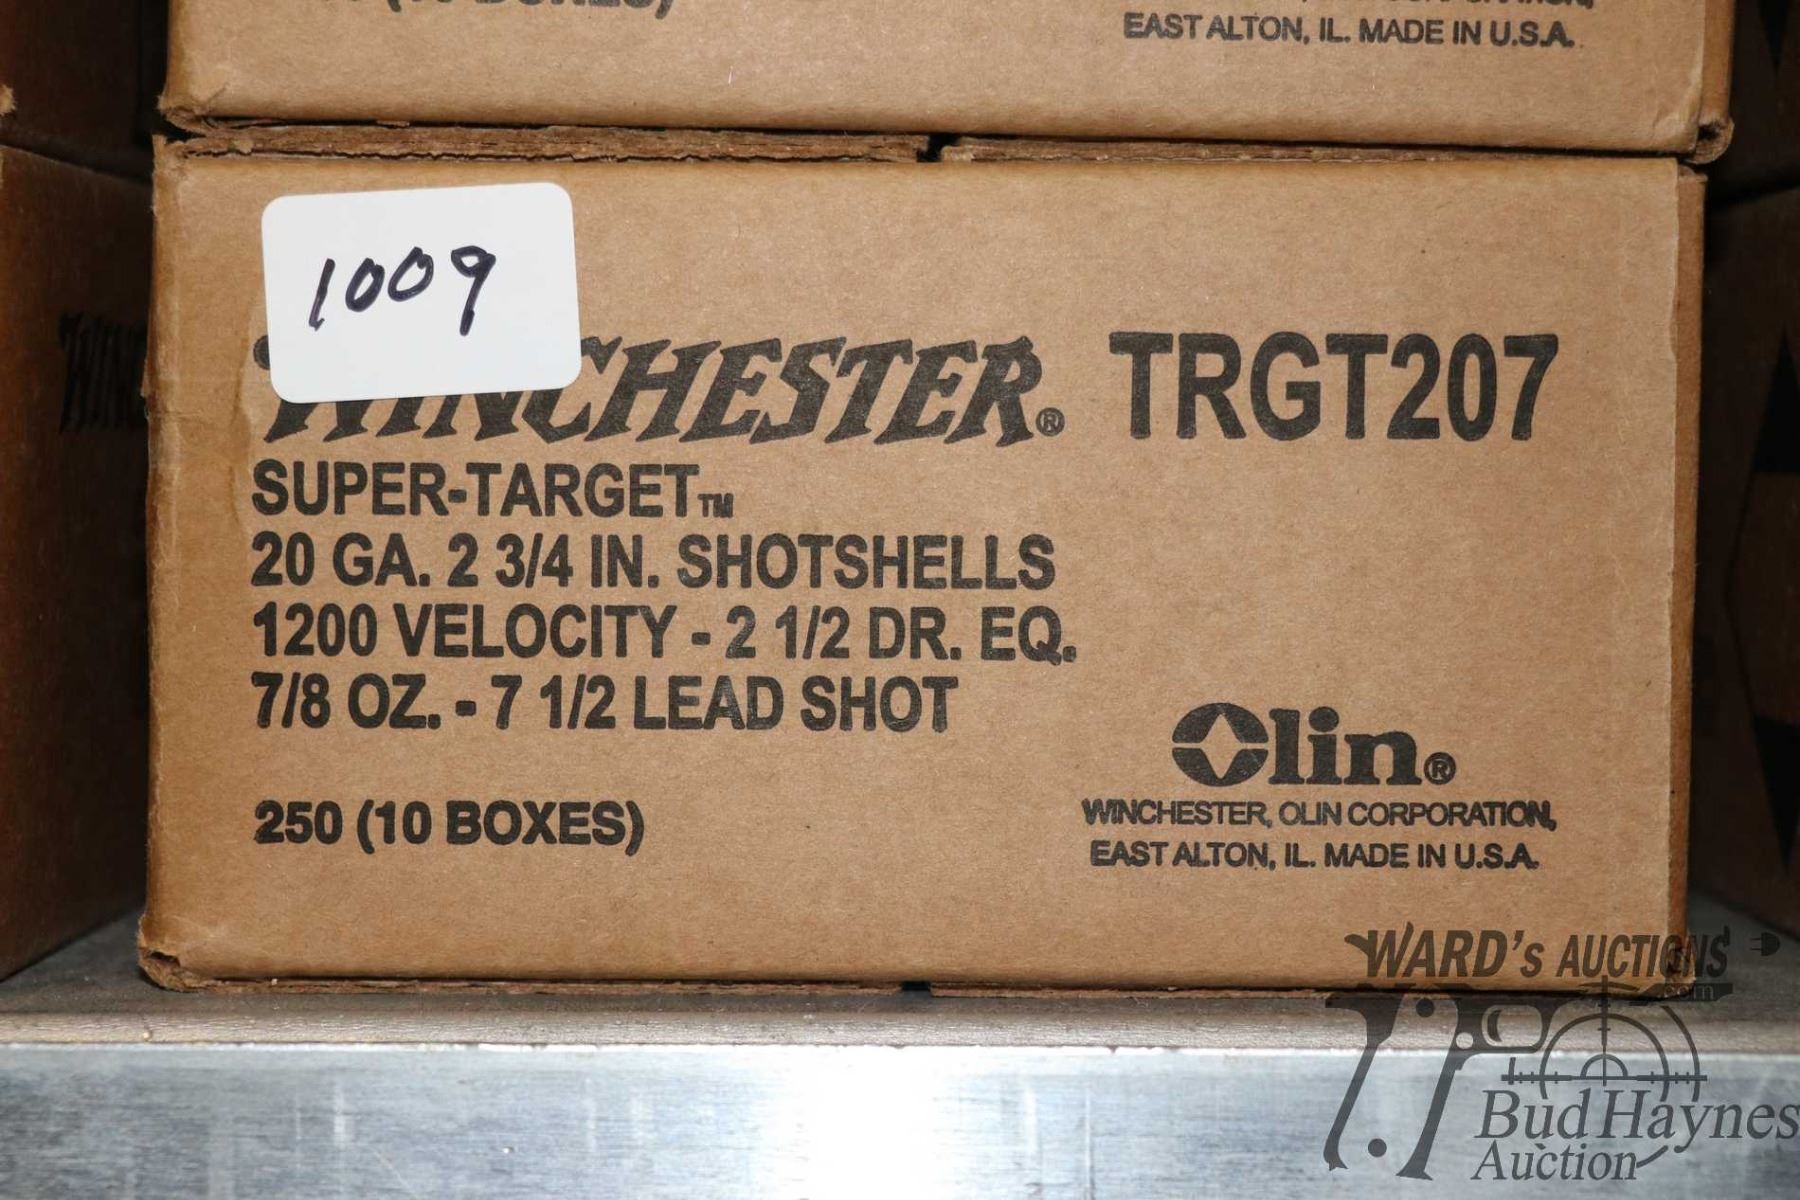 EAST ALTON, IL. MADE IN U.S.A.
1009
WINCHESTER® TRGT207
SUPER-TARGET™
20 GA. 2 3/4 IN. SHOTSHELLS
1200 VELOCITY - 2 1/2 DR. EQ.
7/8 OZ. - 7 1/2 LEAD SHOT
250 (10 BOXES)
Olin®
WINCHESTER, OLIN CORPORATION,
EAST ALTON, IL. MADE IN U.S.A.
WARD's AUCTIONS
.com
Bud Haynes
Auction